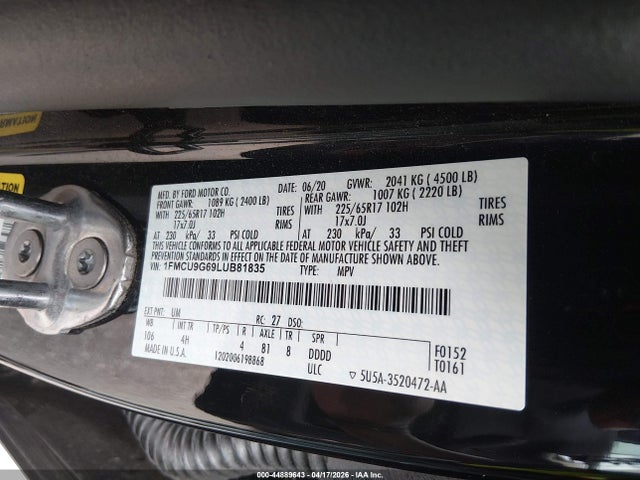 RMATION
MFD. BY FORD MOTOR CO. DATE: 06/20 GVWR: 2041 KG ( 4500 LB)
FRONT GAWR: 1089 KG ( 2400 LB) REAR GAWR: 1007 KG ( 2220 LB)
WITH 225/65R17 102H TIRES WITH 225/65R17 102H TIRES
17x7.0J RIMS 17x7.0J RIMS
AT 230 kPa/ 33 PSI COLD AT 230 kPa/ 33 PSI COLD
THIS VEHICLE CONFORMS TO ALL APPLICABLE FEDERAL MOTOR VEHICLE SAFETY AND THEFT
PREVENTION STANDARDS IN EFFECT ON THE DATE OF MANUFACTURE SHOWN ABOVE.
VIN: 1FMCU9G69LUB81835 TYPE: MPV
EXT PNT: UM RC: 27 DSO:
WB INT TR TP/PS R AXLE TR SPR
106 4H 4 81 8 DDDD F0152
MADE IN U.S.A. 1202006198868 ULC ▽ 5U5A-3520472-AA T0161
000-44889643 - 04/17/2026 - IAA Inc.